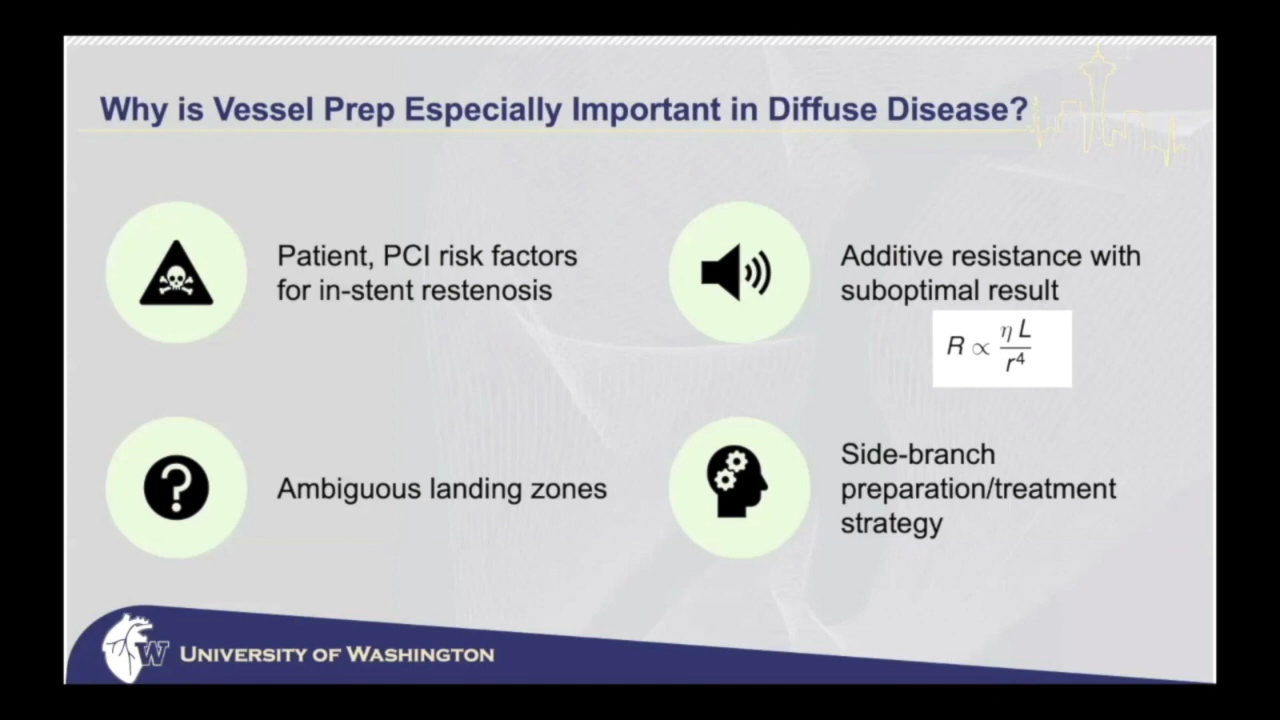 Why is Vessel Prep Especially Important in Diffuse Disease?
Patient, PCI risk factors
for in-stent restenosis
Additive resistance with
suboptimal result
R ∝ η L / r⁴
Ambiguous landing zones
Side-branch
preparation/treatment
strategy
W
UNIVERSITY OF WASHINGTON